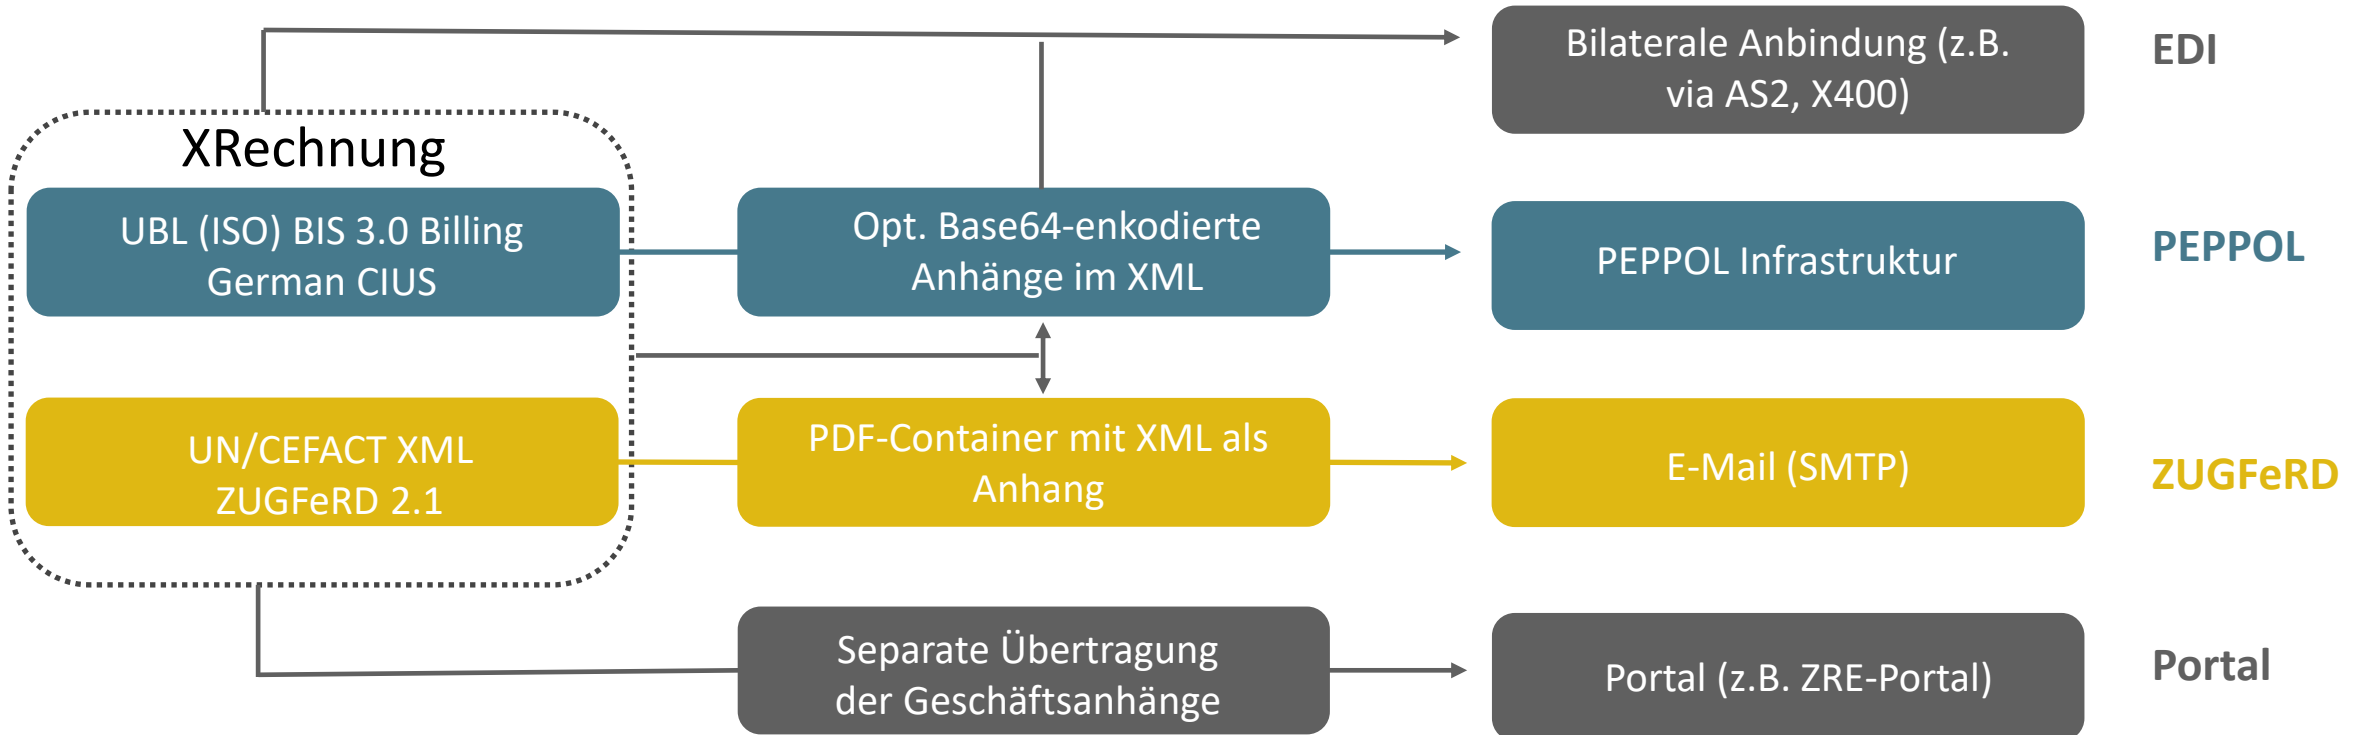 Bilaterale Anbindung (z.B.
via AS2, X400)
EDI
XRechnung
UBL (ISO) BIS 3.0 Billing
German CIUS
Opt. Base64-enkodierte
Anhänge im XML
PEPPOL Infrastruktur
PEPPOL
UN/CEFACT XML
ZUGFeRD 2.1
PDF-Container mit XML als
Anhang
E-Mail (SMTP)
ZUGFeRD
Separate Übertragung
der Geschäftsanhänge
Portal (z.B. ZRE-Portal)
Portal